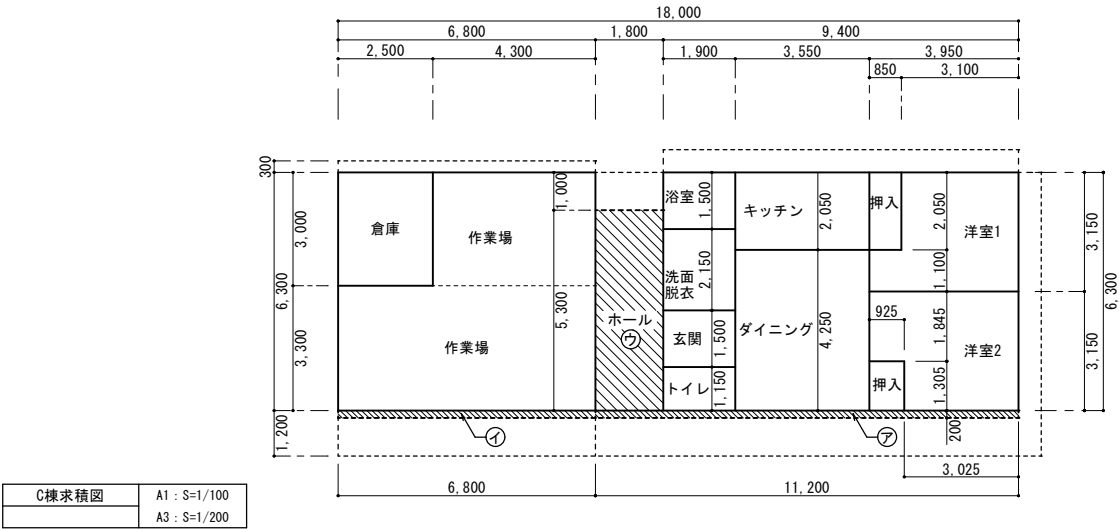 18,000
6,800 1,800 9,400
2,500 4,300 1,900 3,550 3,950
850 3,100
300
3,000
6,300
3,300
1,200
倉庫
作業場
作業場
1,000
5,300
ホール
ウ
浴室
1,500
洗面
脱衣
2,150
玄関
1,500
トイレ
1,150
キッチン
2,050
ダイニング
4,250
押入
2,050
洋室1
1,100
925
1,845
洋室2
押入
1,305
200
3,150
6,300
3,150
イ
ア
3,025
6,800 11,200
C棟求積図 A1 : S=1/100
A3 : S=1/200